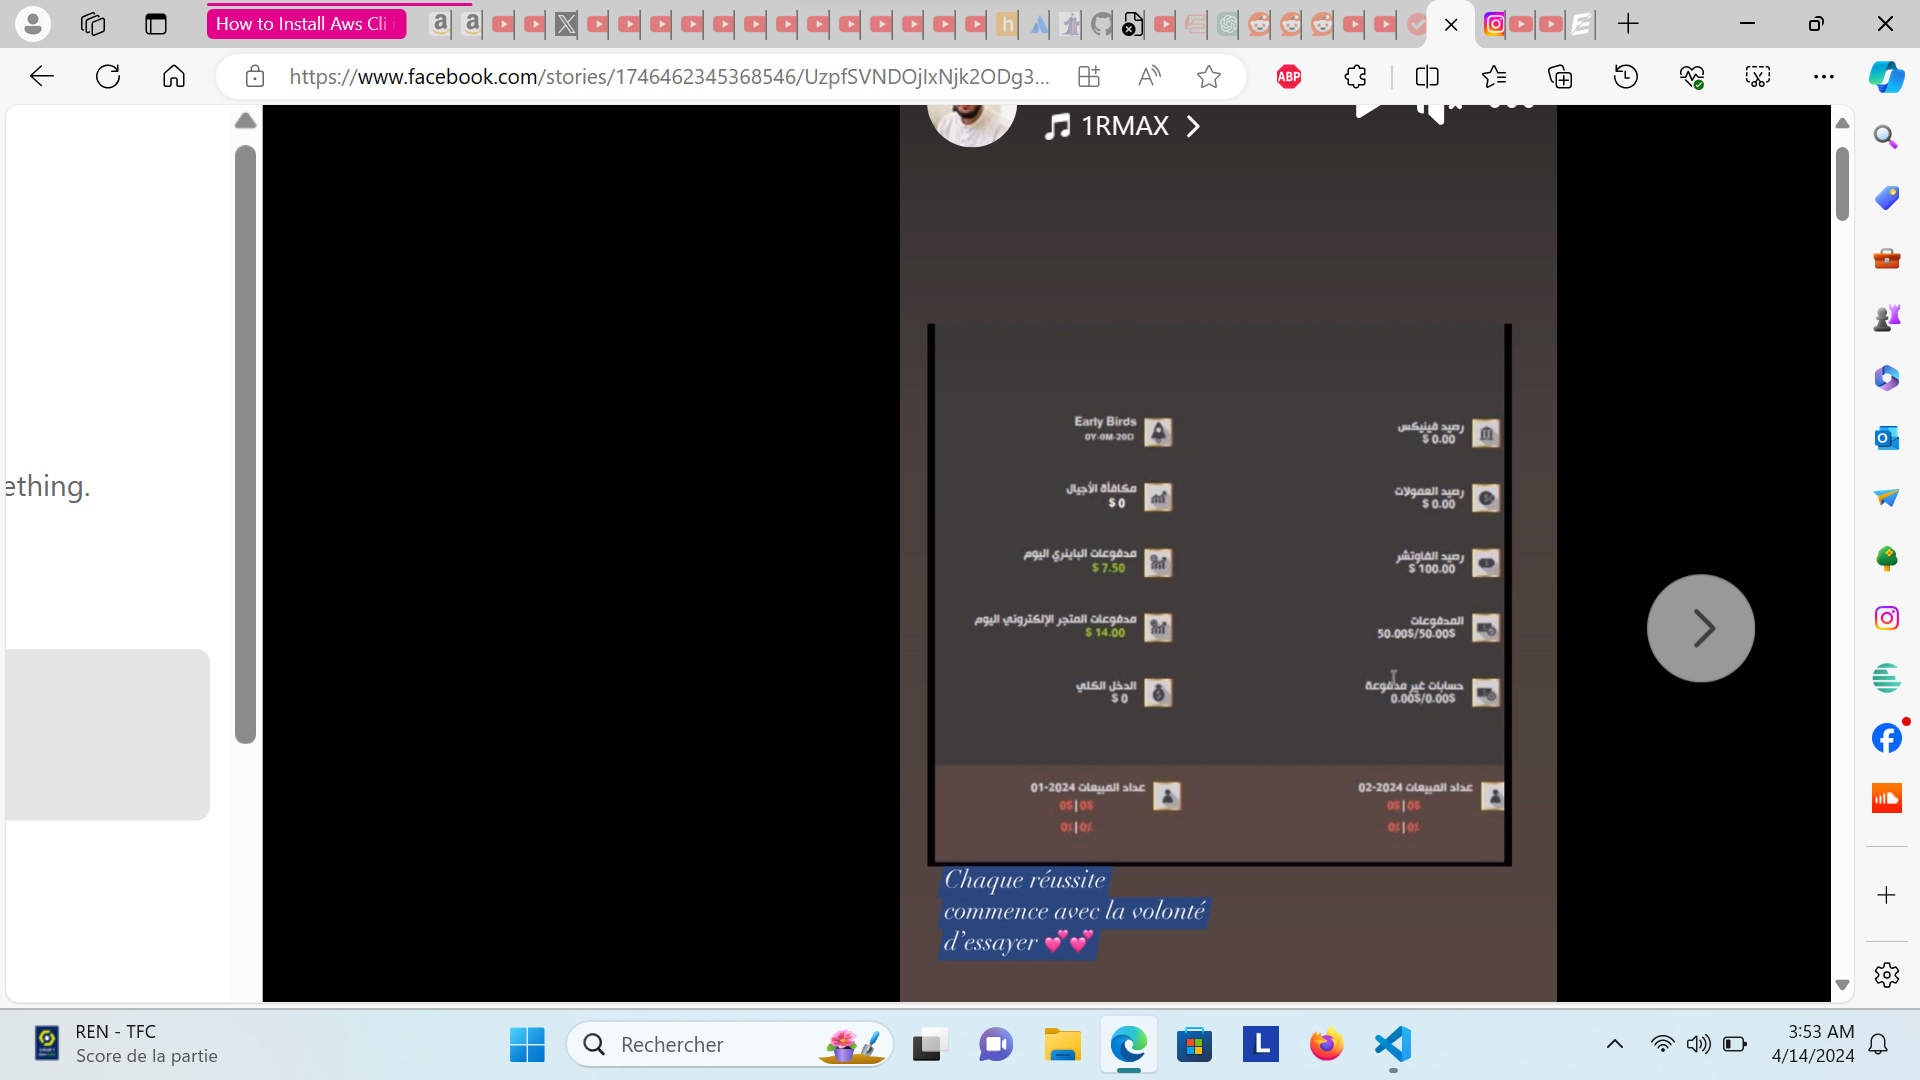 How to Install Aws Cli i
https://www.facebook.com/stories/1746462345368546/UzpfSVNDOjIxNjk2ODg3...
ABP
1RMAX
ething.
Early Birds
0Y-0M-20D
رصيد فينيكس
$ 0.00
مكافأة الأجيال
$ 0
رصيد العمولات
$ 0.00
مدفوعات الباينري اليوم
$ 7.50
رصيد الفاوتشر
$ 100.00
مدفوعات المتجر الإلكتروني اليوم
$ 14.00
المدفوعات
50.00$/50.00$
الدخل الكلي
$ 0
حسابات غير مدفوعة
0.00$/0.00$
عداد المبيعات 2024-01
0$|0$
0٪|0٪
عداد المبيعات 2024-02
0$|0$
0٪|0٪
Chaque réussite
commence avec la volonté
d’essayer 💕💕
REN - TFC
Score de la partie
Rechercher
3:53 AM
4/14/2024